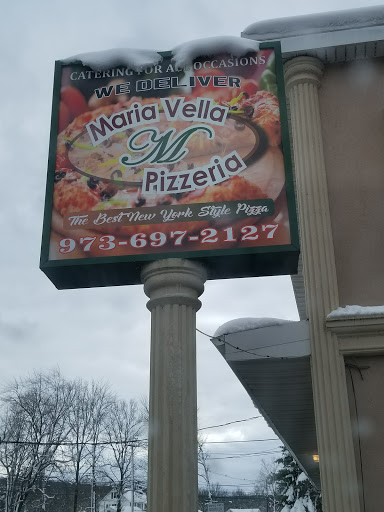 CATERING FOR ALL OCCASIONS
WE DELIVER
Maria Vella
M
Pizzeria
The Best New York Style Pizza
973-697-2127